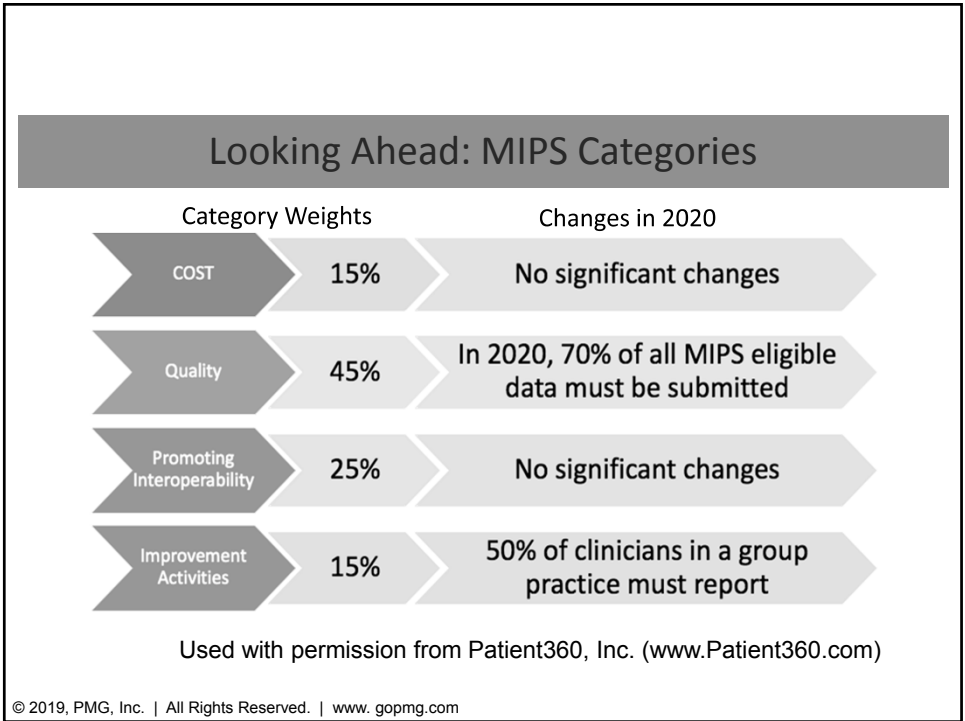 Looking Ahead: MIPS Categories
Category Weights Changes in 2020
COST 15% No significant changes
Quality 45% In 2020, 70% of all MIPS eligible
data must be submitted
Promoting
Interoperability 25% No significant changes
Improvement
Activities 15% 50% of clinicians in a group
practice must report
Used with permission from Patient360, Inc. (www.Patient360.com)
© 2019, PMG, Inc. | All Rights Reserved. | www. gopmg.com